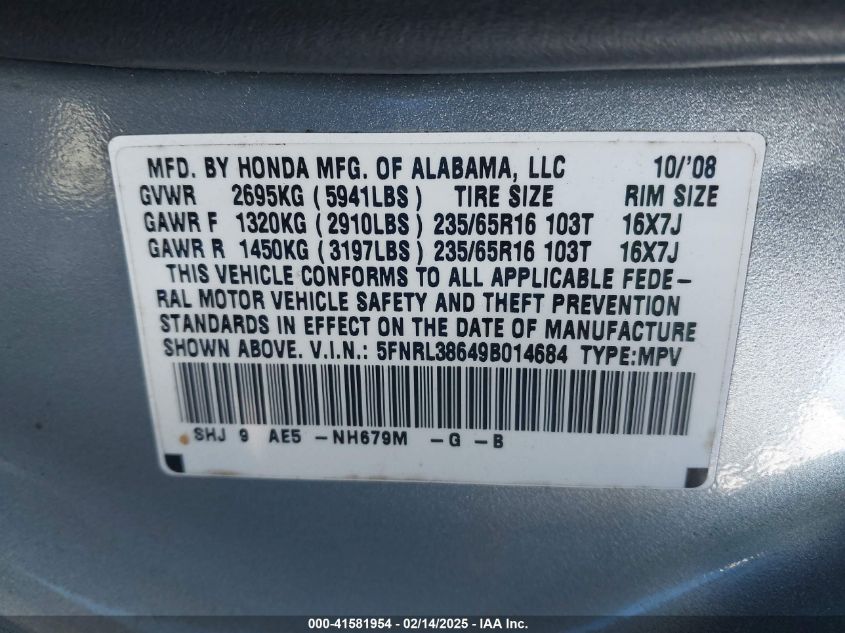 MFD. BY HONDA MFG. OF ALABAMA, LLC 10/'08
GVWR 2695KG (5941LBS) TIRE SIZE RIM SIZE
GAWR F 1320KG (2910LBS) 235/65R16 103T 16X7J
GAWR R 1450KG (3197LBS) 235/65R16 103T 16X7J
THIS VEHICLE CONFORMS TO ALL APPLICABLE FEDE-
RAL MOTOR VEHICLE SAFETY AND THEFT PREVENTION
STANDARDS IN EFFECT ON THE DATE OF MANUFACTURE
SHOWN ABOVE. V.I.N.: 5FNRL38649B014684 TYPE:MPV
SHJ 9 AE5 -NH679M -G -B
000-41581954 - 02/14/2025 - IAA Inc.